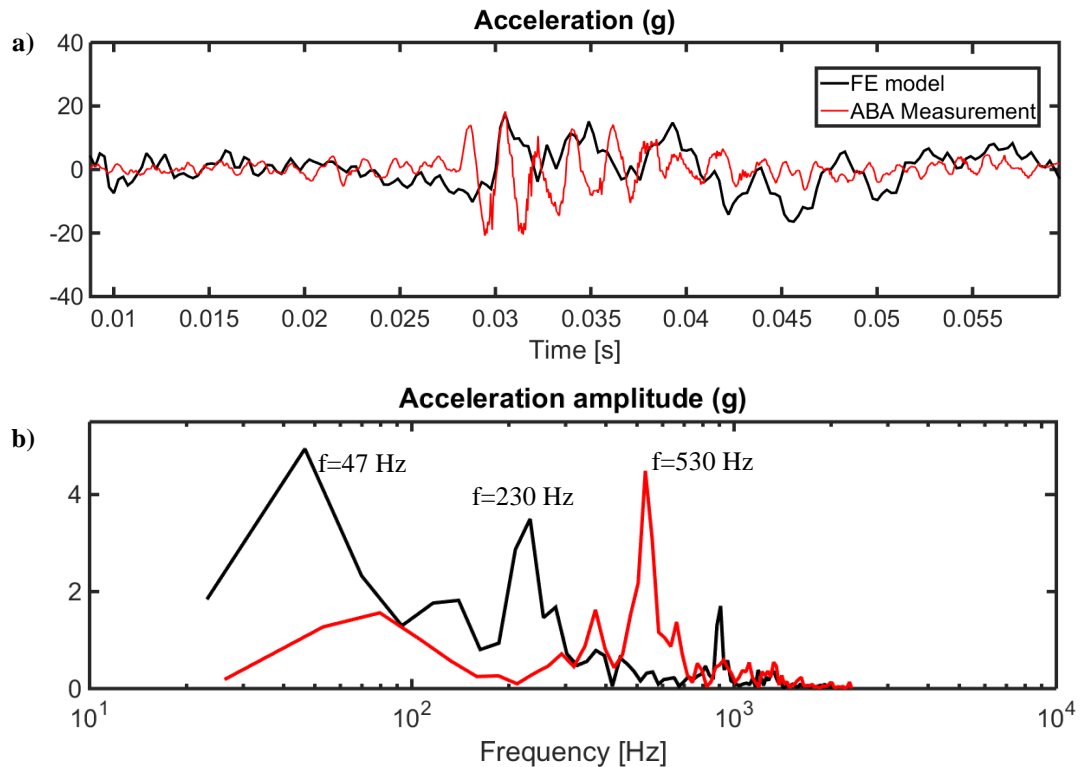 Acceleration (g)
a)
40
20
0
-20
-40
FE model
ABA Measurement
0.01 0.015 0.02 0.025 0.03 0.035 0.04 0.045 0.05 0.055
Time [s]
Acceleration amplitude (g)
b)
f=47 Hz
f=230 Hz
f=530 Hz
4
2
0
10^1 10^2 10^3 10^4
Frequency [Hz]